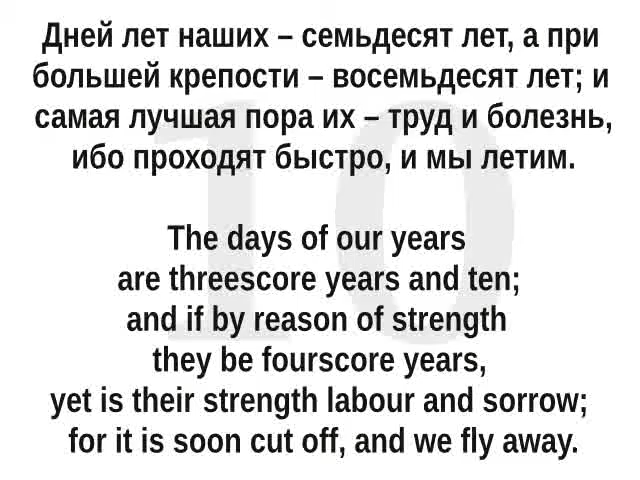 Дней лет наших – семьдесят лет, а при
большей крепости – восемьдесят лет; и
самая лучшая пора их – труд и болезнь,
ибо проходят быстро, и мы летим.
10
The days of our years
are threescore years and ten;
and if by reason of strength
they be fourscore years,
yet is their strength labour and sorrow;
for it is soon cut off, and we fly away.